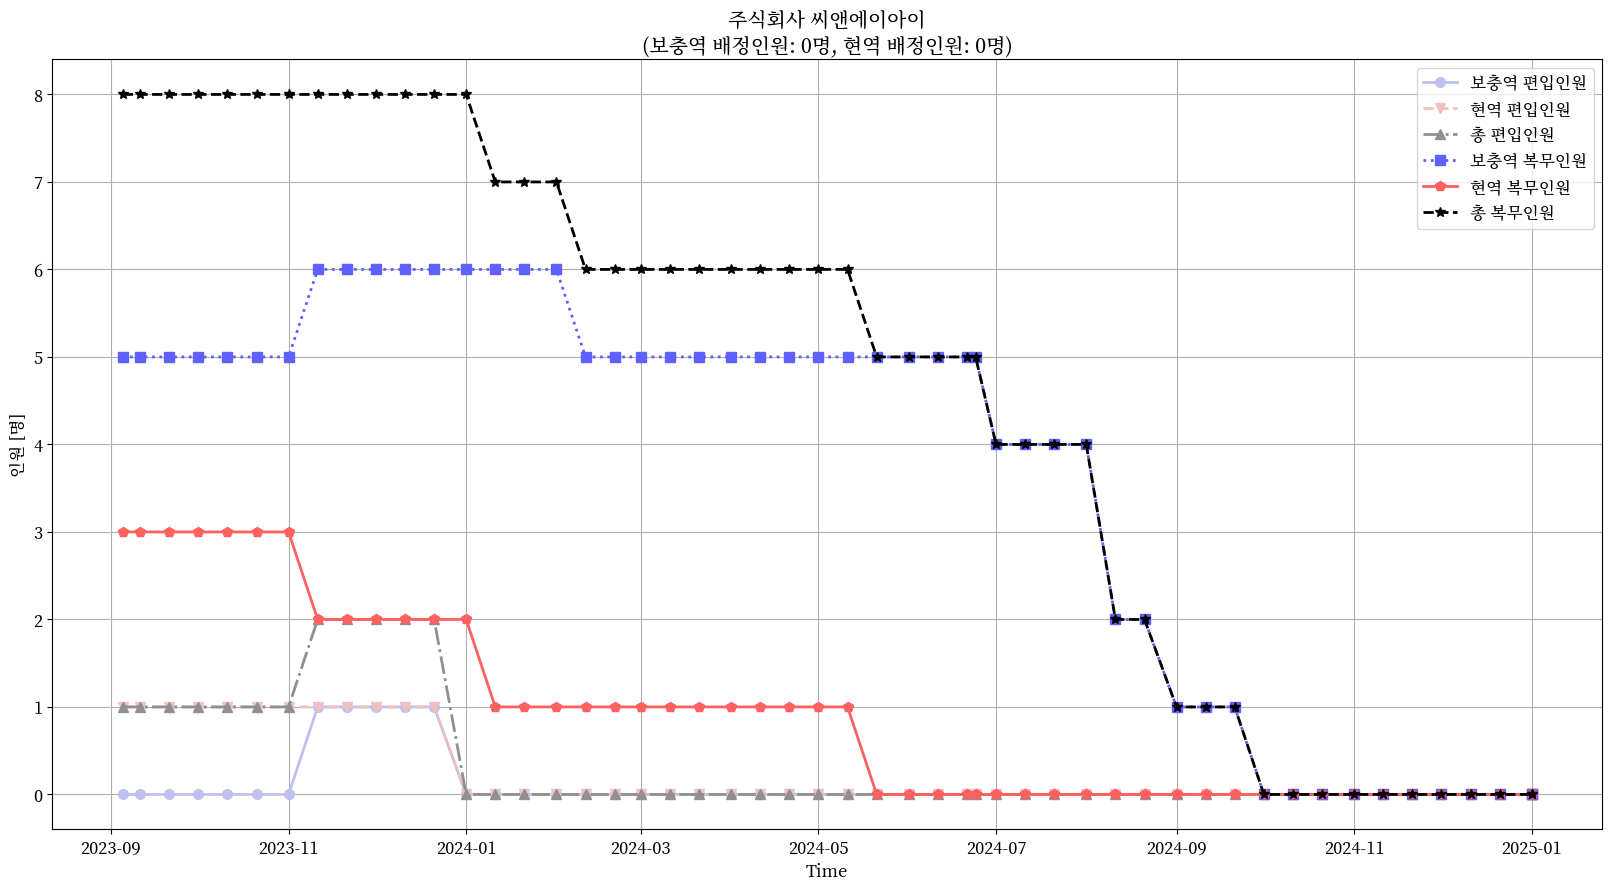 주식회사 씨앤에이아이
(보충역 배정인원: 0명, 현역 배정인원: 0명)
보충역 편입인원
현역 편입인원
총 편입인원
보충역 복무인원
현역 복무인원
총 복무인원
인원 [명]
8
7
6
5
4
3
2
1
0
2023-09 2023-11 2024-01 2024-03 2024-05 2024-07 2024-09 2024-11 2025-01
Time